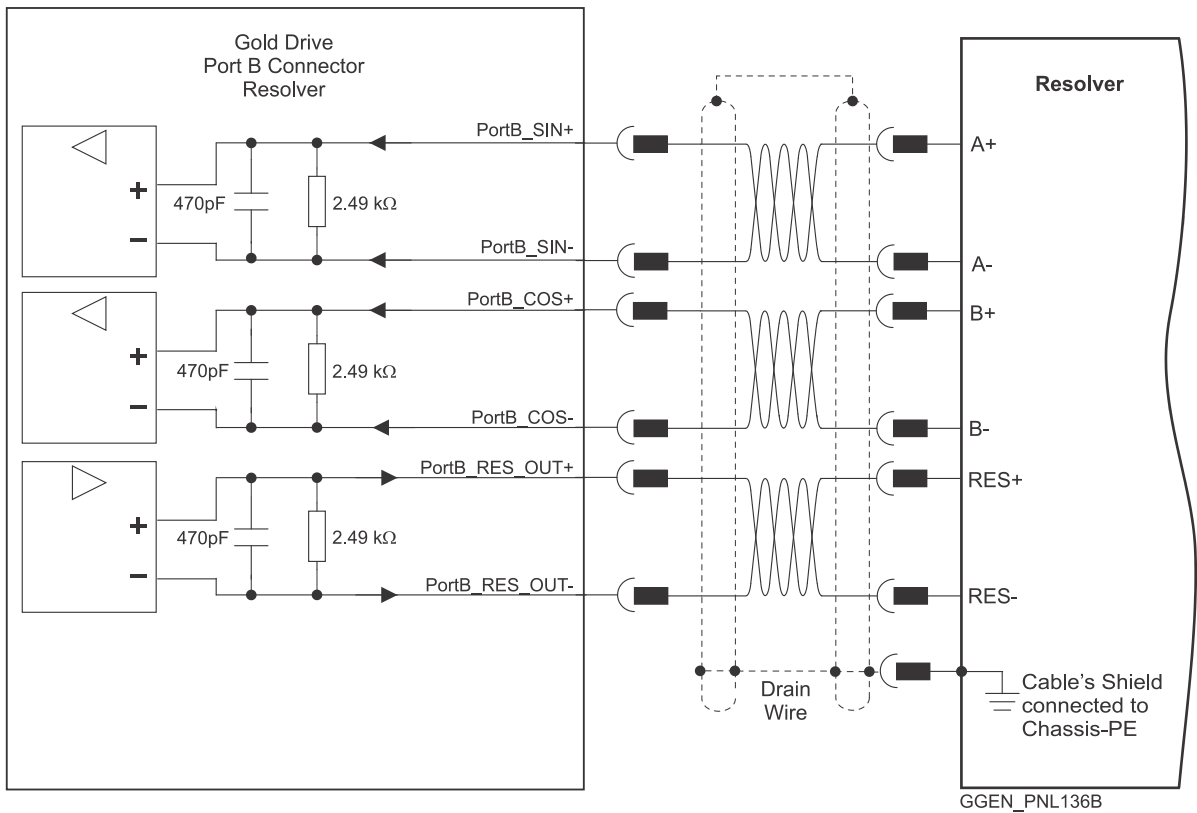 Gold Drive
Port B Connector
Resolver
Resolver
PortB_SIN+
A+
+
470pF
2.49 kΩ
−
PortB_SIN-
A-
PortB_COS+
B+
+
470pF
2.49 kΩ
−
PortB_COS-
B-
PortB_RES_OUT+
RES+
+
470pF
2.49 kΩ
−
PortB_RES_OUT-
RES-
Drain
Wire
Cable's Shield
connected to
Chassis-PE
GGEN_PNL136B